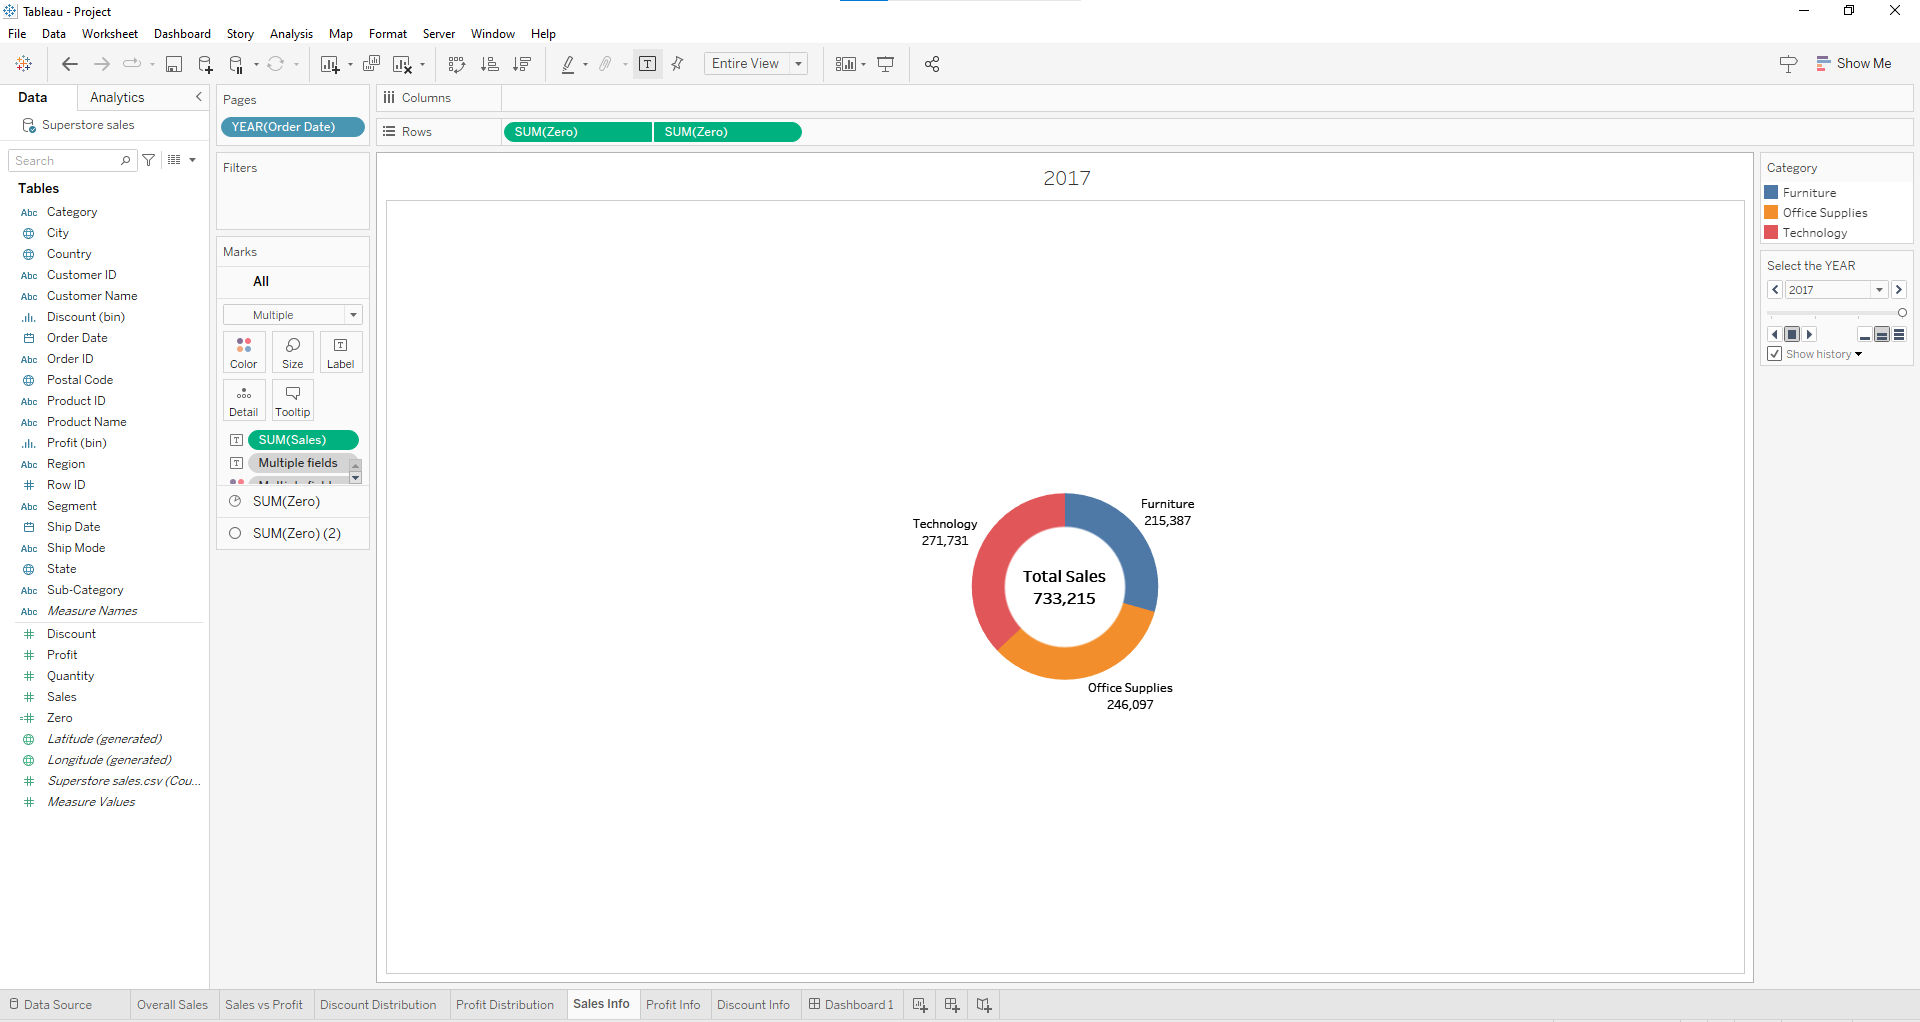 Tableau - Project
File Data Worksheet Dashboard Story Analysis Map Format Server Window Help
Entire View
Show Me
Data Analytics
Superstore sales
Search
Tables
Abc Category
City
Country
Abc Customer ID
Abc Customer Name
Discount (bin)
Order Date
Abc Order ID
Postal Code
Abc Product ID
Abc Product Name
Profit (bin)
Abc Region
Row ID
Abc Segment
Ship Date
Abc Ship Mode
State
Abc Sub-Category
Abc Measure Names
Discount
Profit
Quantity
Sales
Zero
Latitude (generated)
Longitude (generated)
Superstore sales.csv (Cou...
Measure Values
Pages
YEAR(Order Date)
Filters
Marks
All
Multiple
Color Size Label
Detail Tooltip
SUM(Sales)
Multiple fields
SUM(Zero)
SUM(Zero) (2)
Columns
Rows SUM(Zero) SUM(Zero)
2017
Furniture
215,387
Technology
271,731
Total Sales
733,215
Office Supplies
246,097
Category
Furniture
Office Supplies
Technology
Select the YEAR
2017
Show history
Data Source Overall Sales Sales vs Profit Discount Distribution Profit Distribution Sales Info Profit Info Discount Info Dashboard 1